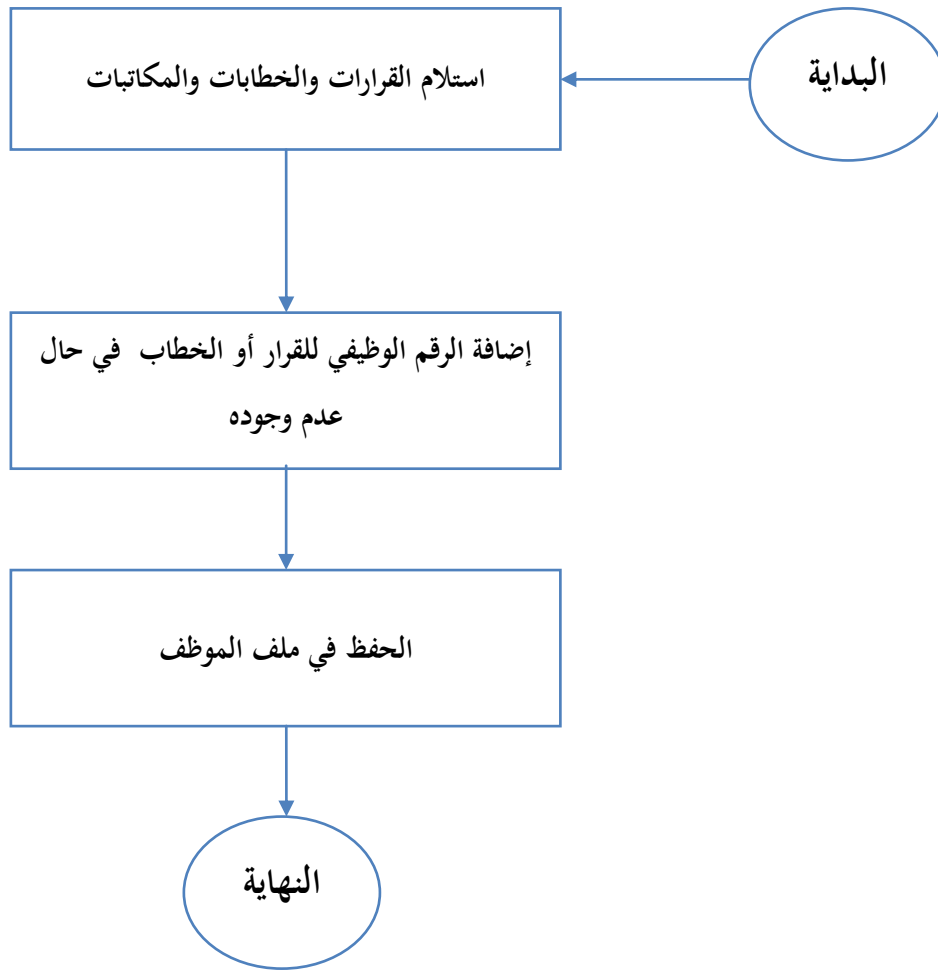 البداية
استلام القرارات والخطابات والمكاتبات
إضافة الرقم الوظيفي للقرار أو الخطاب في حال
عدم وجوده
الحفظ في ملف الموظف
النهاية